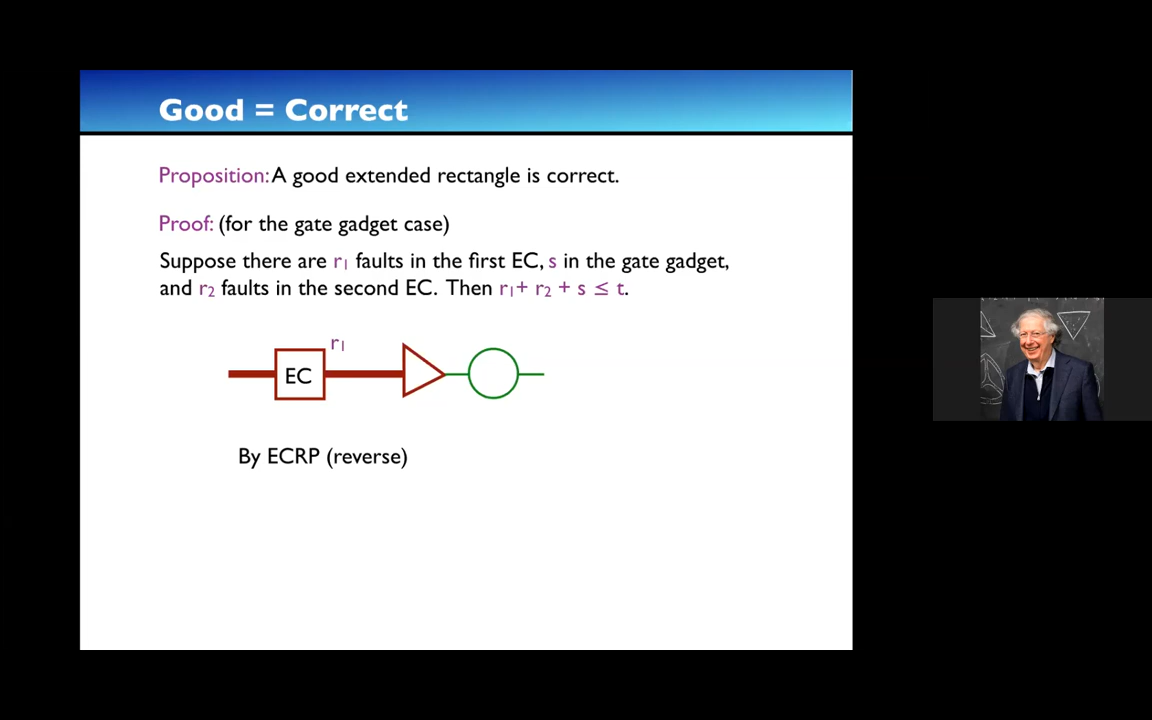 Good = Correct
Proposition: A good extended rectangle is correct.
Proof: (for the gate gadget case)
Suppose there are r₁ faults in the first EC, s in the gate gadget,
and r₂ faults in the second EC. Then r₁+ r₂ + s ≤ t.
r₁
EC
By ECRP (reverse)